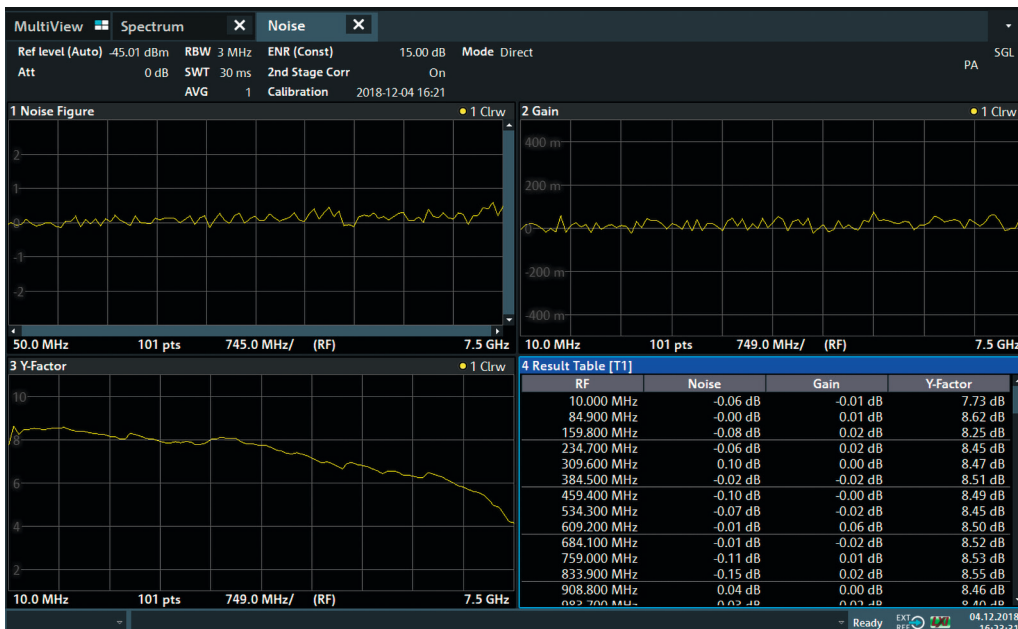 MultiView Spectrum X Noise X
Ref level (Auto) -45.01 dBm RBW 3 MHz ENR (Const) 15.00 dB Mode Direct SGL
Att 0 dB SWT 30 ms 2nd Stage Corr On PA
AVG 1 Calibration 2018-12-04 16:21
1 Noise Figure 1 Clrw
2
1
0
-1
-2
50.0 MHz 101 pts 745.0 MHz/ (RF) 7.5 GHz
2 Gain 1 Clrw
400 m
200 m
0
-200 m
-400 m
10.0 MHz 101 pts 749.0 MHz/ (RF) 7.5 GHz
3 Y-Factor 1 Clrw
10
8
6
4
2
10.0 MHz 101 pts 749.0 MHz/ (RF) 7.5 GHz
4 Result Table [T1]
RF Noise Gain Y-Factor
10.000 MHz -0.06 dB -0.01 dB 7.73 dB
84.900 MHz -0.00 dB 0.01 dB 8.62 dB
159.800 MHz -0.08 dB 0.02 dB 8.25 dB
234.700 MHz -0.06 dB 0.02 dB 8.45 dB
309.600 MHz 0.10 dB 0.00 dB 8.47 dB
384.500 MHz -0.02 dB -0.02 dB 8.51 dB
459.400 MHz -0.10 dB -0.00 dB 8.49 dB
534.300 MHz -0.07 dB -0.02 dB 8.45 dB
609.200 MHz -0.01 dB 0.06 dB 8.50 dB
684.100 MHz -0.01 dB -0.02 dB 8.52 dB
759.000 MHz -0.11 dB 0.01 dB 8.53 dB
833.900 MHz -0.15 dB 0.02 dB 8.55 dB
908.800 MHz 0.04 dB 0.00 dB 8.46 dB
Ready EXT REF 04.12.2018